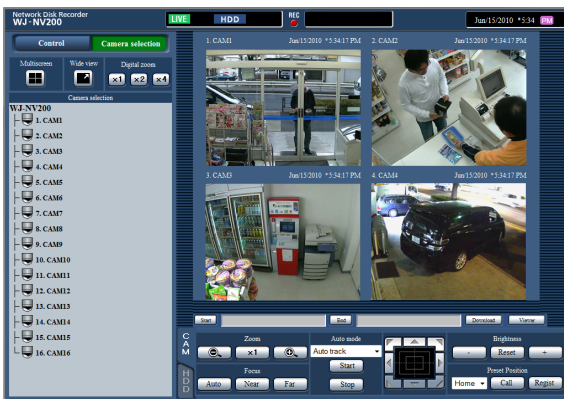 Network Disk Recorder
WJ-NV200
LIVE HDD REC Jun/15/2010 *5:34 PM
Control Camera selection
Multiscreen Wide view Digital zoom
x1 x2 x4
Camera selection
WJ-NV200
1. CAM1
2. CAM2
3. CAM3
4. CAM4
5. CAM5
6. CAM6
7. CAM7
8. CAM8
9. CAM9
10. CAM10
11. CAM11
12. CAM12
13. CAM13
14. CAM14
15. CAM15
16. CAM16
1. CAM1 Jun/15/2010 *5:34:17 PM
2. CAM2 Jun/15/2010 *5:34:17 PM
3. CAM3 Jun/15/2010 *5:34:17 PM
4. CAM4 Jun/15/2010 *5:34:17 PM
Start End Download Viewer
CAM
HDD
Zoom
x1
Focus
Auto Near Far
Auto mode
Auto track
Start
Stop
Brightness
- Reset +
Preset Position
Home Call Regist